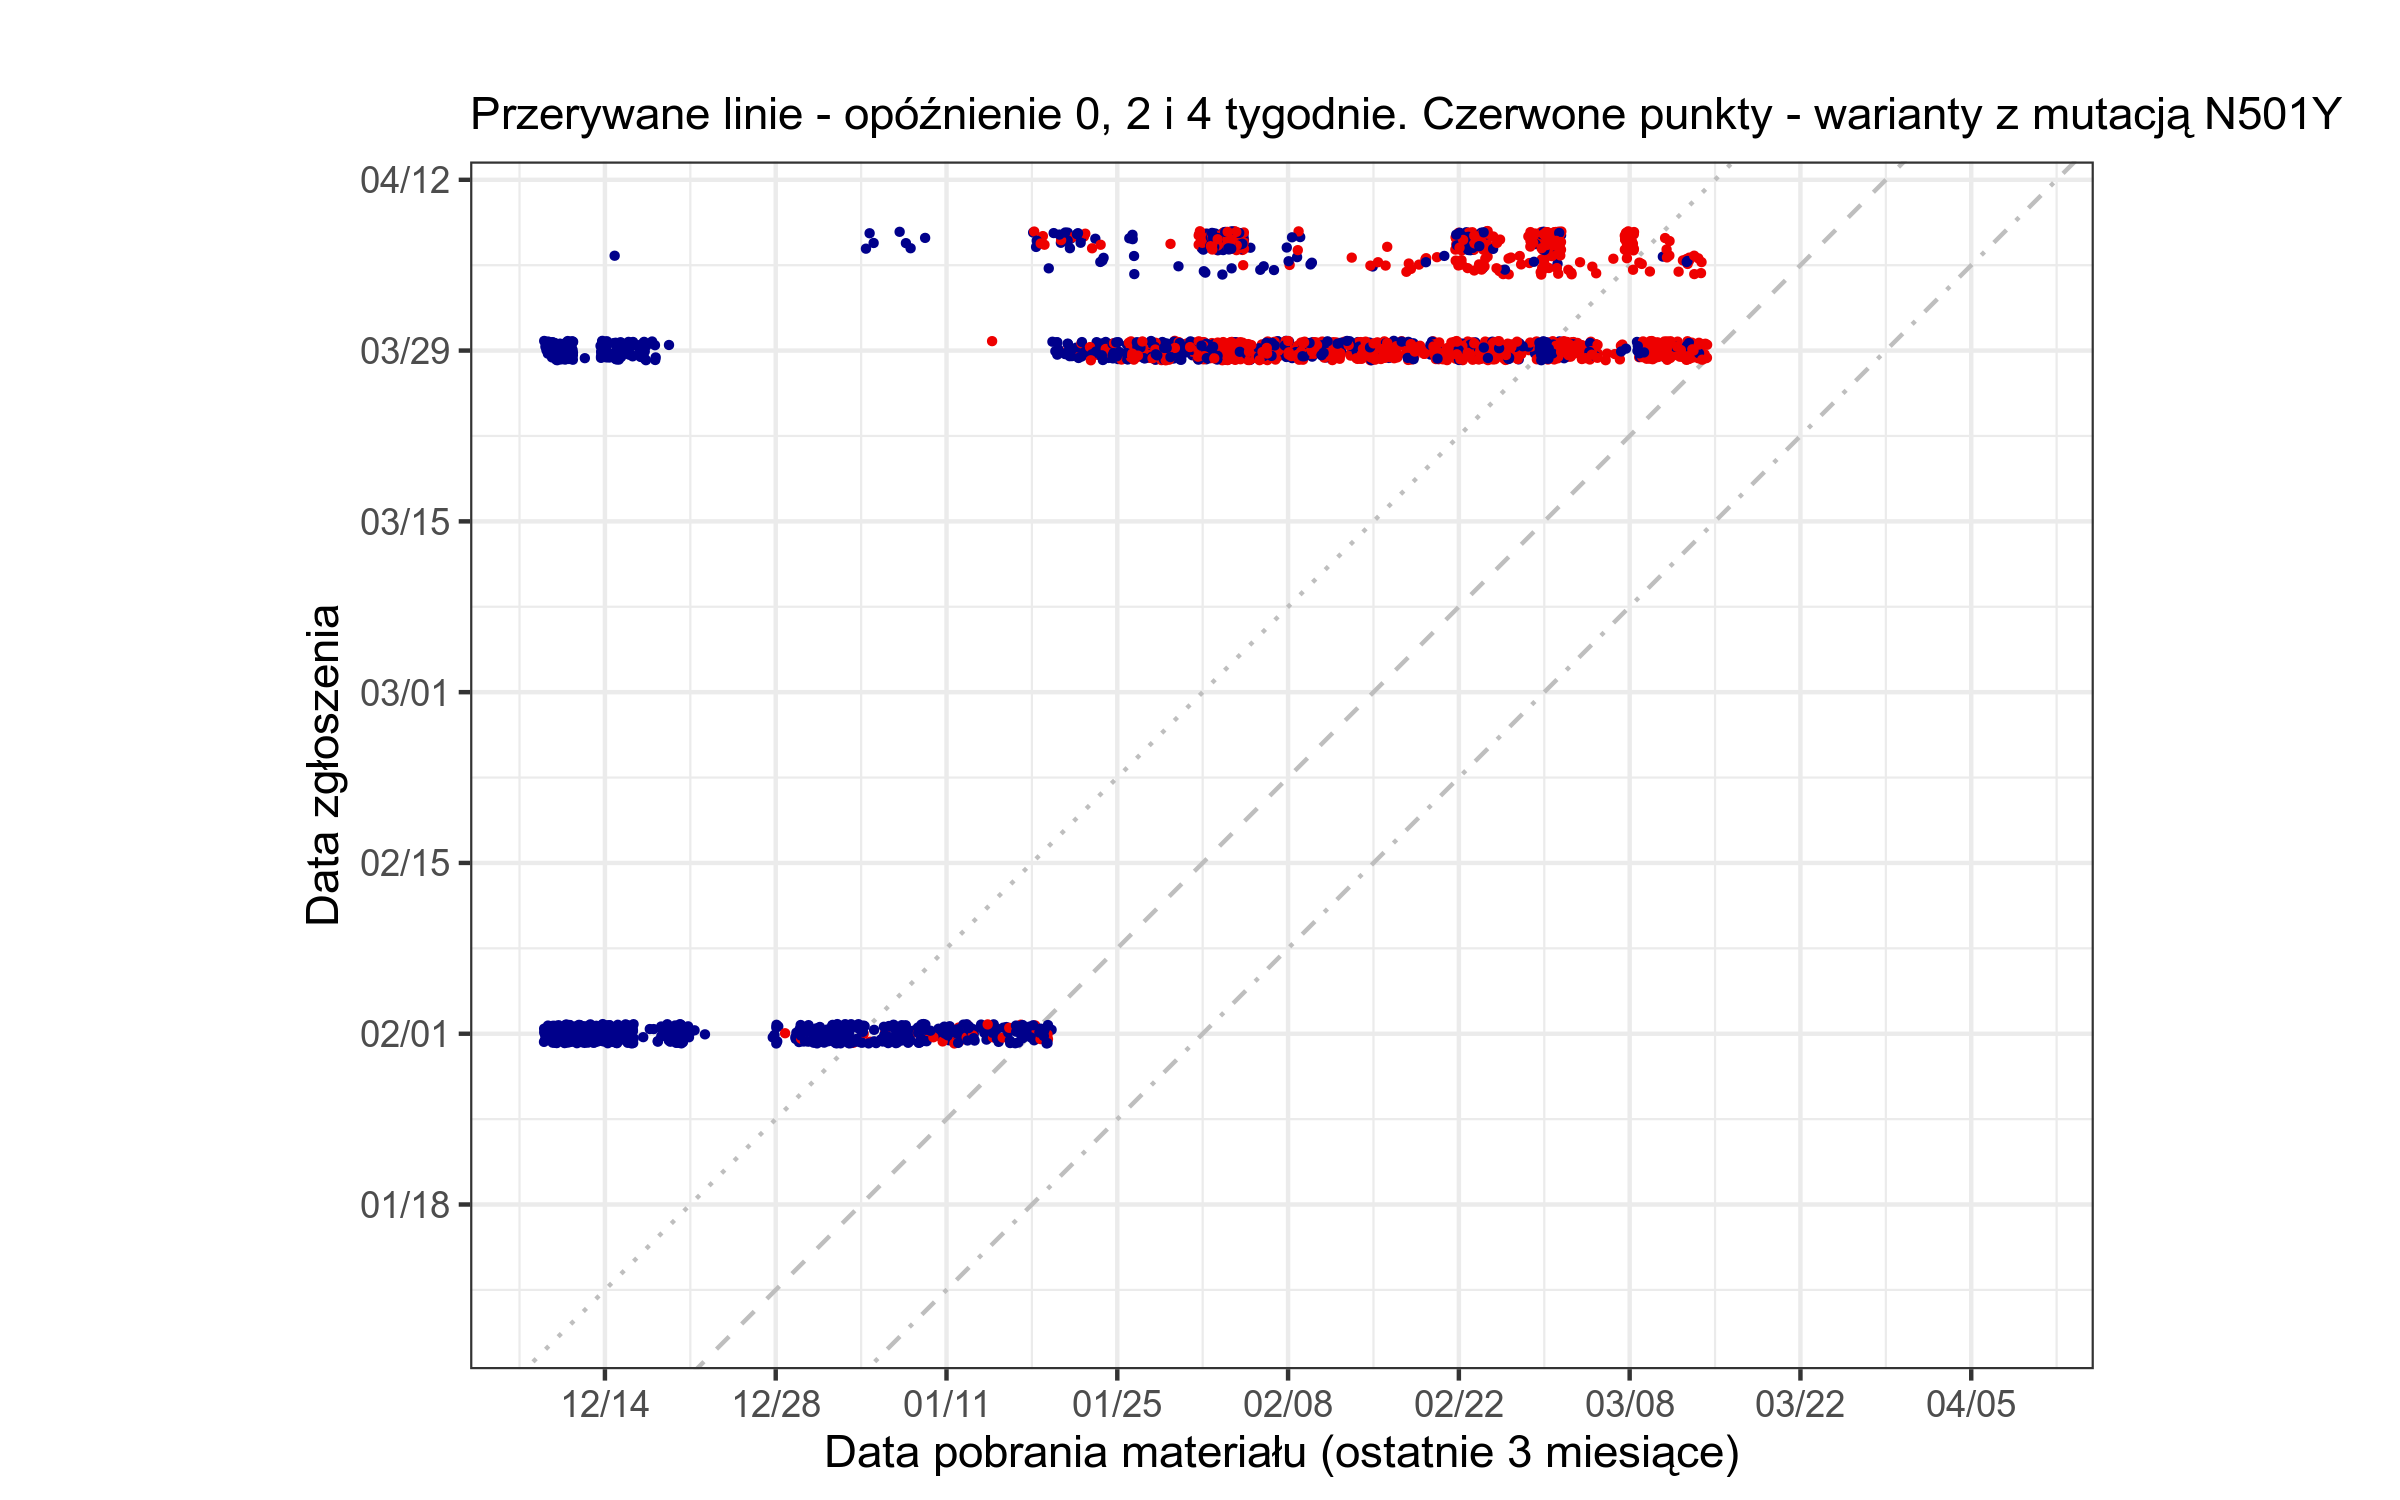 Przerywane linie - opóźnienie 0, 2 i 4 tygodnie. Czerwone punkty - warianty z mutacją N501Y
04/12
03/29
03/15
03/01
02/15
02/01
01/18
Data zgłoszenia
12/14 12/28 01/11 01/25 02/08 02/22 03/08 03/22 04/05
Data pobrania materiału (ostatnie 3 miesiące)